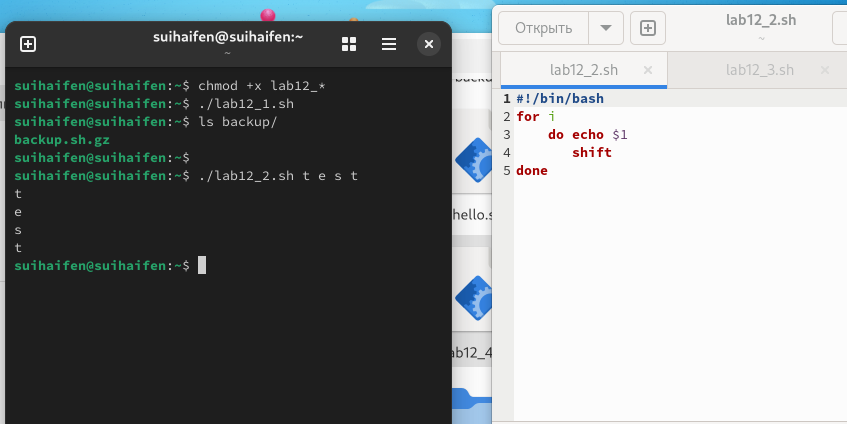 suihaifen@suihaifen:~
~
suihaifen@suihaifen:~$ chmod +x lab12_*
suihaifen@suihaifen:~$ ./lab12_1.sh
suihaifen@suihaifen:~$ ls backup/
backup.sh.gz
suihaifen@suihaifen:~$
suihaifen@suihaifen:~$ ./lab12_2.sh t e s t
t
e
s
t
suihaifen@suihaifen:~$
hello.s
ab12_4
Открыть
lab12_2.sh
~
lab12_2.sh ×
lab12_3.sh ×
1 #!/bin/bash
2 for i
3     do echo $1
4        shift
5 done